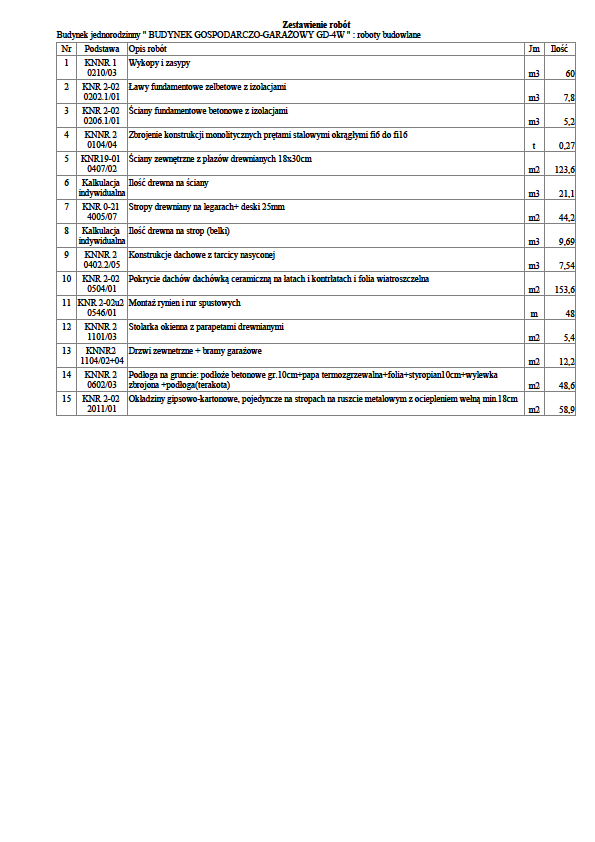 Zestawienie robót
Budynek jednorodzinny " BUDYNEK GOSPODARCZO-GARAŻOWY GD-4W " : roboty budowlane
Nr Podstawa Opis robót Jm Ilość
1 KNNR 1 Wykopy i zasypy
0210/03 m3 60
2 KNR 2-02 Ławy fundamentowe zelbetowe z izolacjami
0202.1/01 m3 7,8
3 KNR 2-02 Ściany fundamentowe betonowe z izolacjami
0206.1/01 m3 5,2
4 KNNR 2 Zbrojenie konstrukcji monolitycznych prętami stalowymi okrągłymi fi6 do fi16
0104/04 t 0,27
5 KNR19-01 Ściany zewnętrzne z płazów drewnianych 18x30cm
0407/02 m2 123,6
6 Kalkulacja Ilość drewna na ściany
indywidualna m3 21,1
7 KNR 0-21 Stropy drewniany na legarach+ deski 25mm
4005/07 m2 44,2
8 Kalkulacja Ilość drewna na strop (belki)
indywidualna m3 9,69
9 KNNR 2 Konstrukcje dachowe z tarcicy nasyconej
0402.2/05 m3 7,54
10 KNR 2-02 Pokrycie dachów dachówką ceramiczną na łatach i kontrłatach i folia wiatroszczelna
0504/01 m2 153,6
11 KNR 2-02u2 Montaż rynien i rur spustowych
0546/01 m 48
12 KNNR 2 Stolarka okienna z parapetami drewnianymi
1101/03 m2 5,4
13 KNNR2 Drzwi zewnetrzne + bramy garażowe
1104/02+04 m2 12,2
14 KNNR 2 Podłoga na gruncie: podłoże betonowe gr.10cm+papa termozgrzewalna+folia+styropian10cm+wylewka
0602/03 zbrojona +podłoga(terakota) m2 48,6
15 KNR 2-02 Okładziny gipsowo-kartonowe, pojedyncze na stropach na ruszcie metalowym z ociepleniem wełną min.18cm
2011/01 m2 58,9